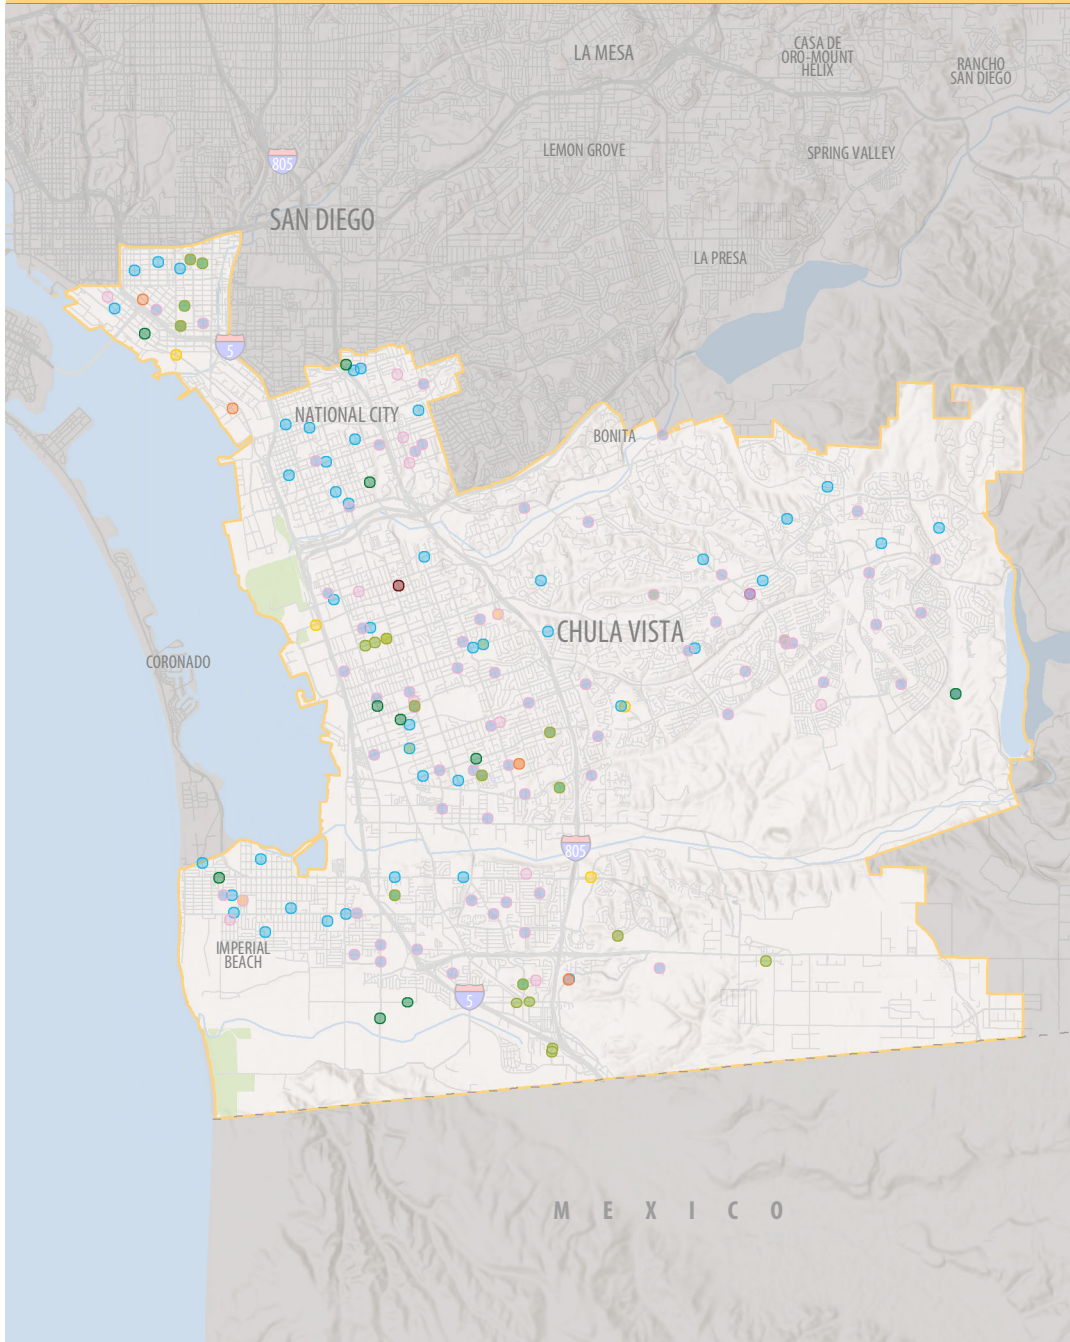 LA MESA
CASA DE
ORO-MOUNT
HELIX
RANCHO
SAN DIEGO
LEMON GROVE
SPRING VALLEY
805
SAN DIEGO
LA PRESA
5
NATIONAL CITY
BONITA
CHULA VISTA
CORONADO
805
IMPERIAL
BEACH
5
MEXICO